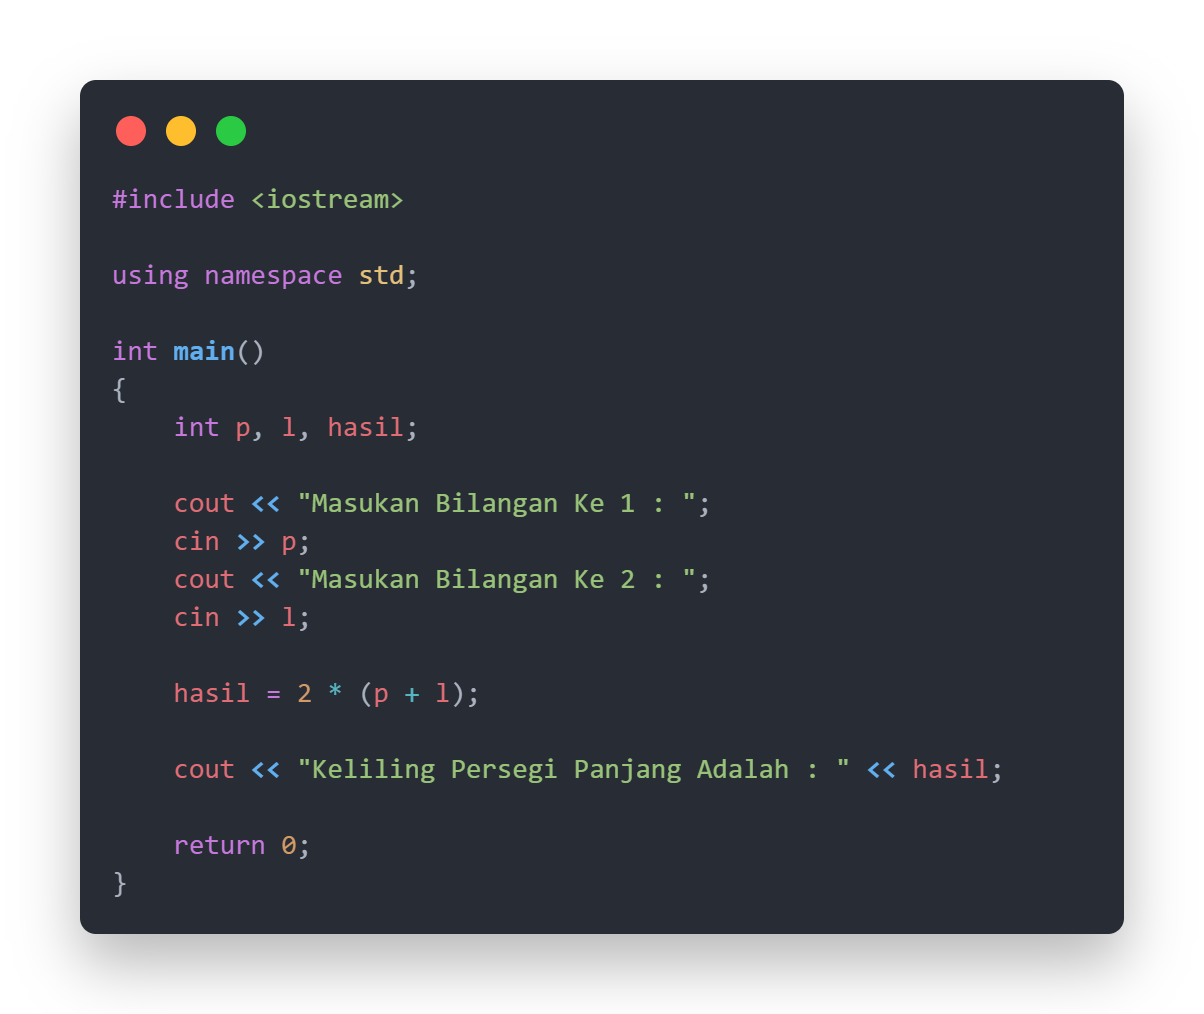 #include <iostream>
using namespace std;
int main()
{
int p, l, hasil;
cout << "Masukan Bilangan Ke 1 : ";
cin >> p;
cout << "Masukan Bilangan Ke 2 : ";
cin >> l;
hasil = 2 * (p + l);
cout << "Keliling Persegi Panjang Adalah : " << hasil;
return 0;
}